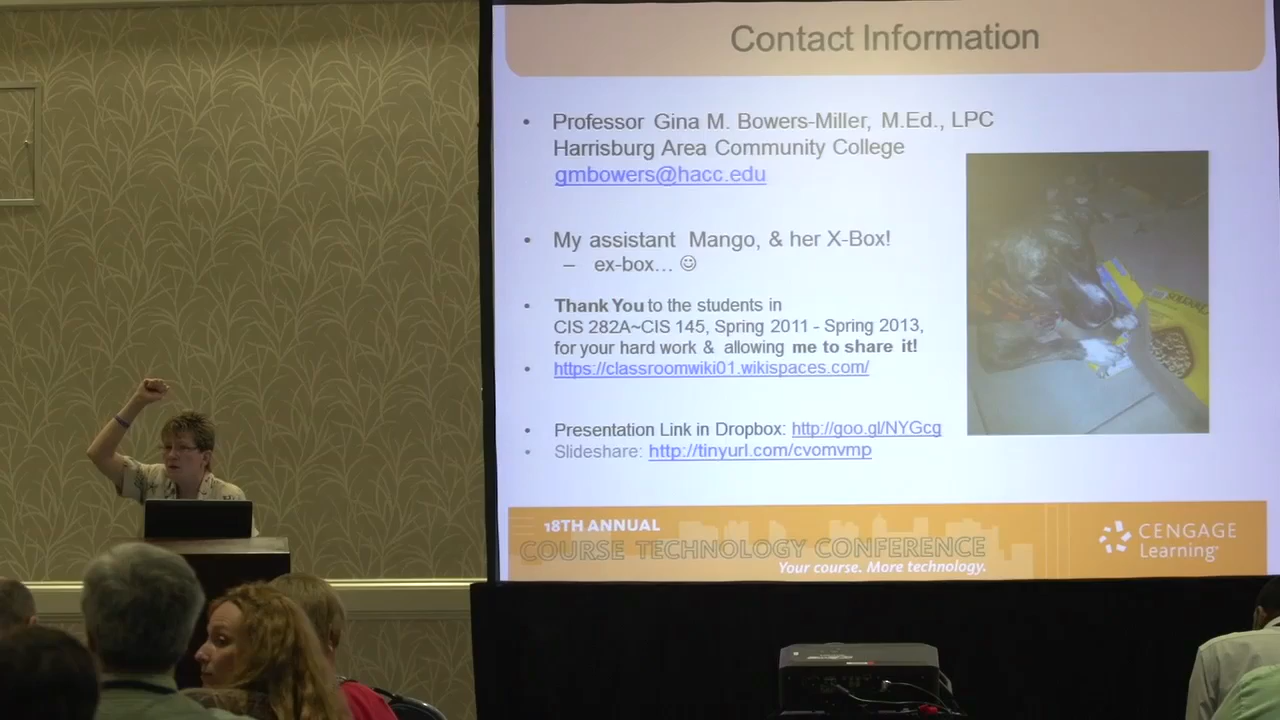 Contact Information
• Professor Gina M. Bowers-Miller, M.Ed., LPC
Harrisburg Area Community College
gmbowers@hacc.edu
• My assistant Mango, & her X-Box!
– ex-box… ☺
• Thank You to the students in
CIS 282A~CIS 145, Spring 2011 - Spring 2013,
for your hard work & allowing me to share it!
• https://classroomwiki01.wikispaces.com/
• Presentation Link in Dropbox: http://goo.gl/NYGcg
• Slideshare: http://tinyurl.com/cvomvmp
18TH ANNUAL
COURSE TECHNOLOGY CONFERENCE
Your course. More technology.
CENGAGE
Learning